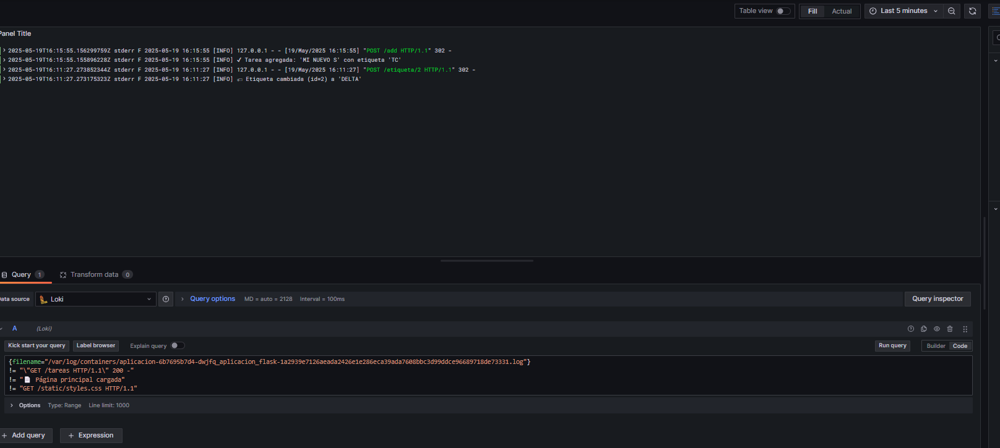 Table view
Fill
Actual
Last 5 minutes
Panel Title
2025-05-19T16:15:55.156299759Z stderr F 2025-05-19 16:15:55 [INFO] 127.0.0.1 - - [19/May/2025 16:15:55] "POST /add HTTP/1.1" 302 -
2025-05-19T16:15:55.155896228Z stderr F 2025-05-19 16:15:55 [INFO] ✔ Tarea agregada: 'MI NUEVO S' con etiqueta 'TC'
2025-05-19T16:11:27.273852344Z stderr F 2025-05-19 16:11:27 [INFO] 127.0.0.1 - - [19/May/2025 16:11:27] "POST /etiqueta/2 HTTP/1.1" 302 -
2025-05-19T16:11:27.273175323Z stderr F 2025-05-19 16:11:27 [INFO] 🏷 Etiqueta cambiada (id=2) a 'DELTA'
Query 1
Transform data 0
Data source
Loki
Query options
MD = auto = 2128
Interval = 100ms
Query inspector
A
(Loki)
Kick start your query
Label browser
Explain query
Run query
Builder
Code
{filename="/var/log/containers/aplicacion-6b7695b7d4-dwjfq_aplicacion_flask-1a2939e7126aeada2426e1e286eca39ada7608bbc3d99ddce96689718de73331.log"}
!= "\"GET /tareas HTTP/1.1\" 200 -"
!= "📄 Página principal cargada"
!= "GET /static/styles.css HTTP/1.1"
Options
Type: Range
Line limit: 1000
+ Add query
+ Expression